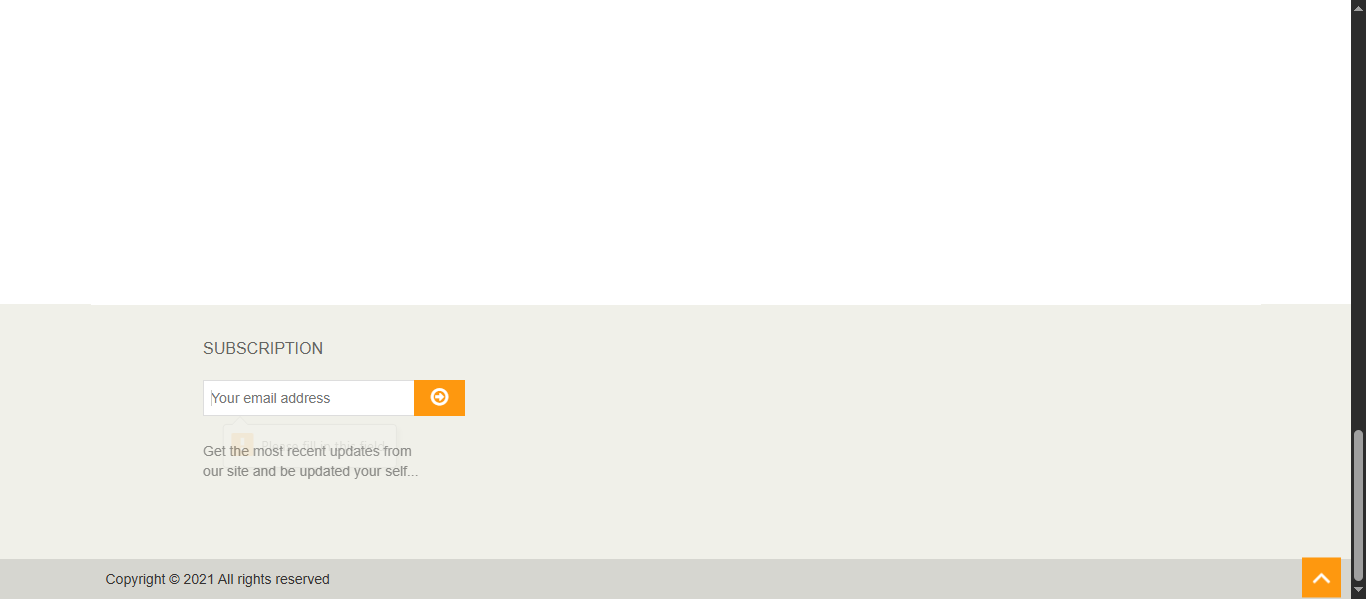 SUBSCRIPTION
Your email address
Please fill in this field.
Get the most recent updates from
our site and be updated your self...
Copyright © 2021 All rights reserved